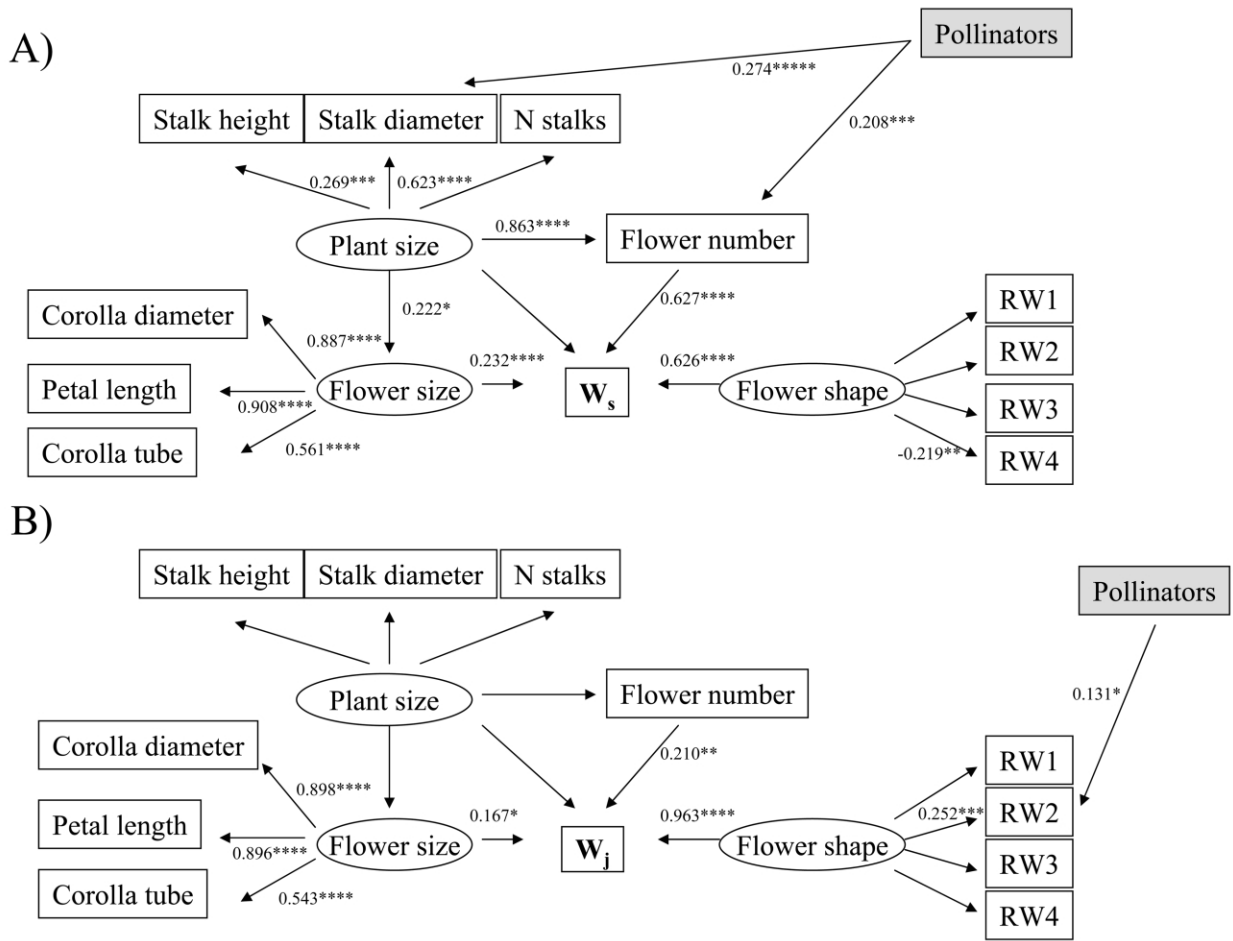 A)
Pollinators
0.274*****
Stalk height
Stalk diameter
N stalks
0.208***
0.269***
0.623****
Plant size
0.863****
Flower number
Corolla diameter
0.222*
0.627****
RW1
0.887****
0.232****
0.626****
RW2
Petal length
Flower size
Ws
Flower shape
0.908****
RW3
Corolla tube
0.561****
-0.219**
RW4
B)
Stalk height
Stalk diameter
N stalks
Pollinators
Plant size
Flower number
0.131*
Corolla diameter
0.210**
RW1
0.898****
0.167*
0.963****
0.252***
RW2
Petal length
Flower size
Wj
Flower shape
0.896****
RW3
Corolla tube
0.543****
RW4